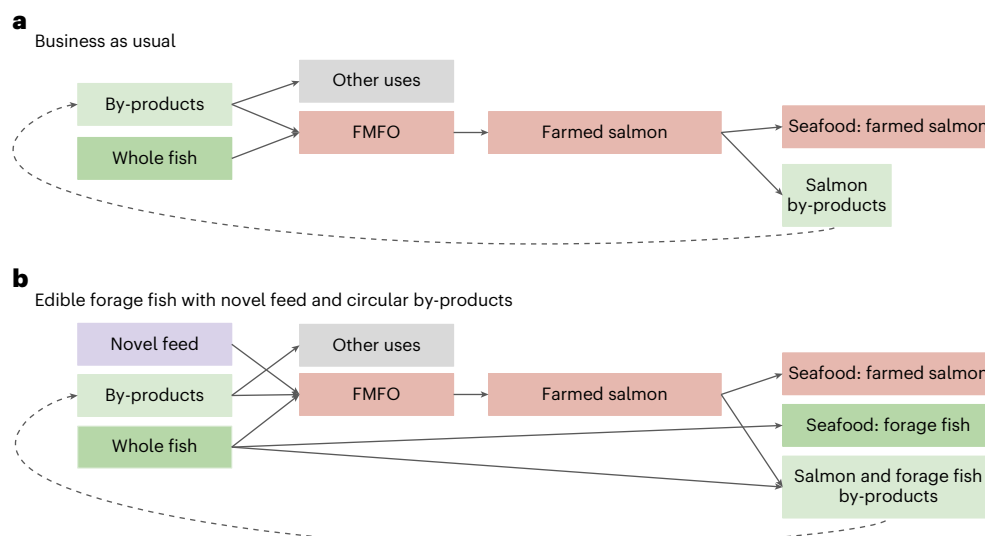 a
Business as usual
By-products
Whole fish
Other uses
FMFO
Farmed salmon
Seafood: farmed salmon
Salmon
by-products
b
Edible forage fish with novel feed and circular by-products
Novel feed
By-products
Whole fish
Other uses
FMFO
Farmed salmon
Seafood: farmed salmon
Seafood: forage fish
Salmon and forage fish
by-products